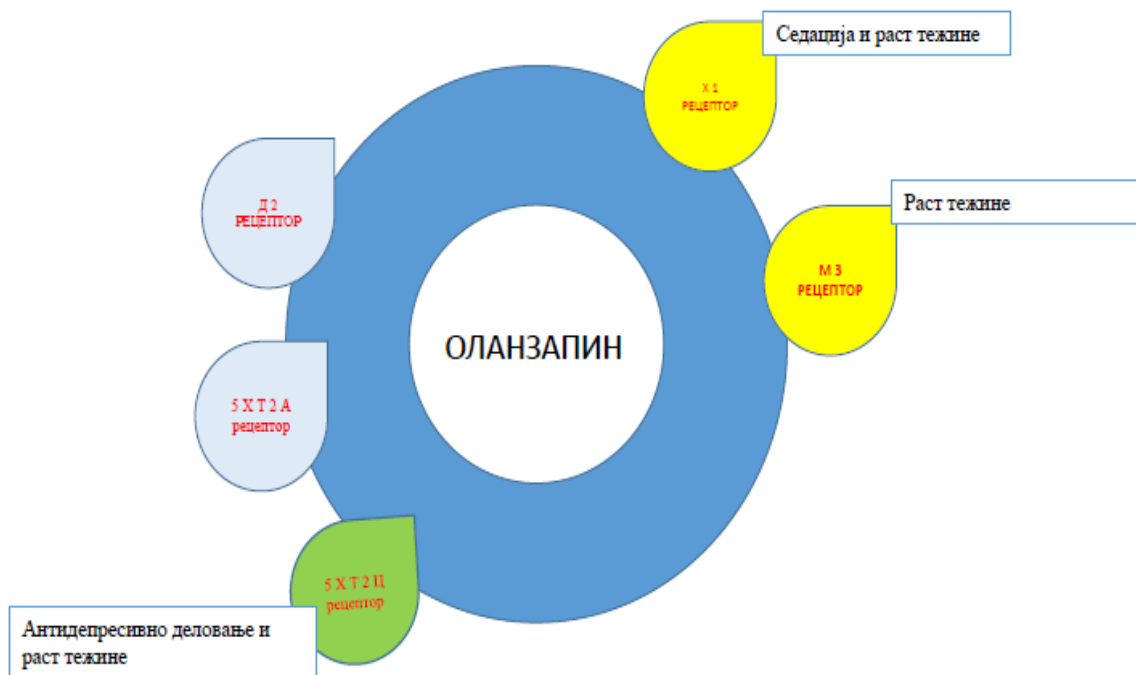 Седација и раст тежине
Х 1
РЕЦЕПТОР
Д 2
РЕЦЕПТОР
Раст тежине
М 3
РЕЦЕПТОР
ОЛАНЗАПИН
5 Х Т 2 А
рецептор
5 Х Т 2 Ц
рецептор
Антидепресивно деловање и
раст тежине